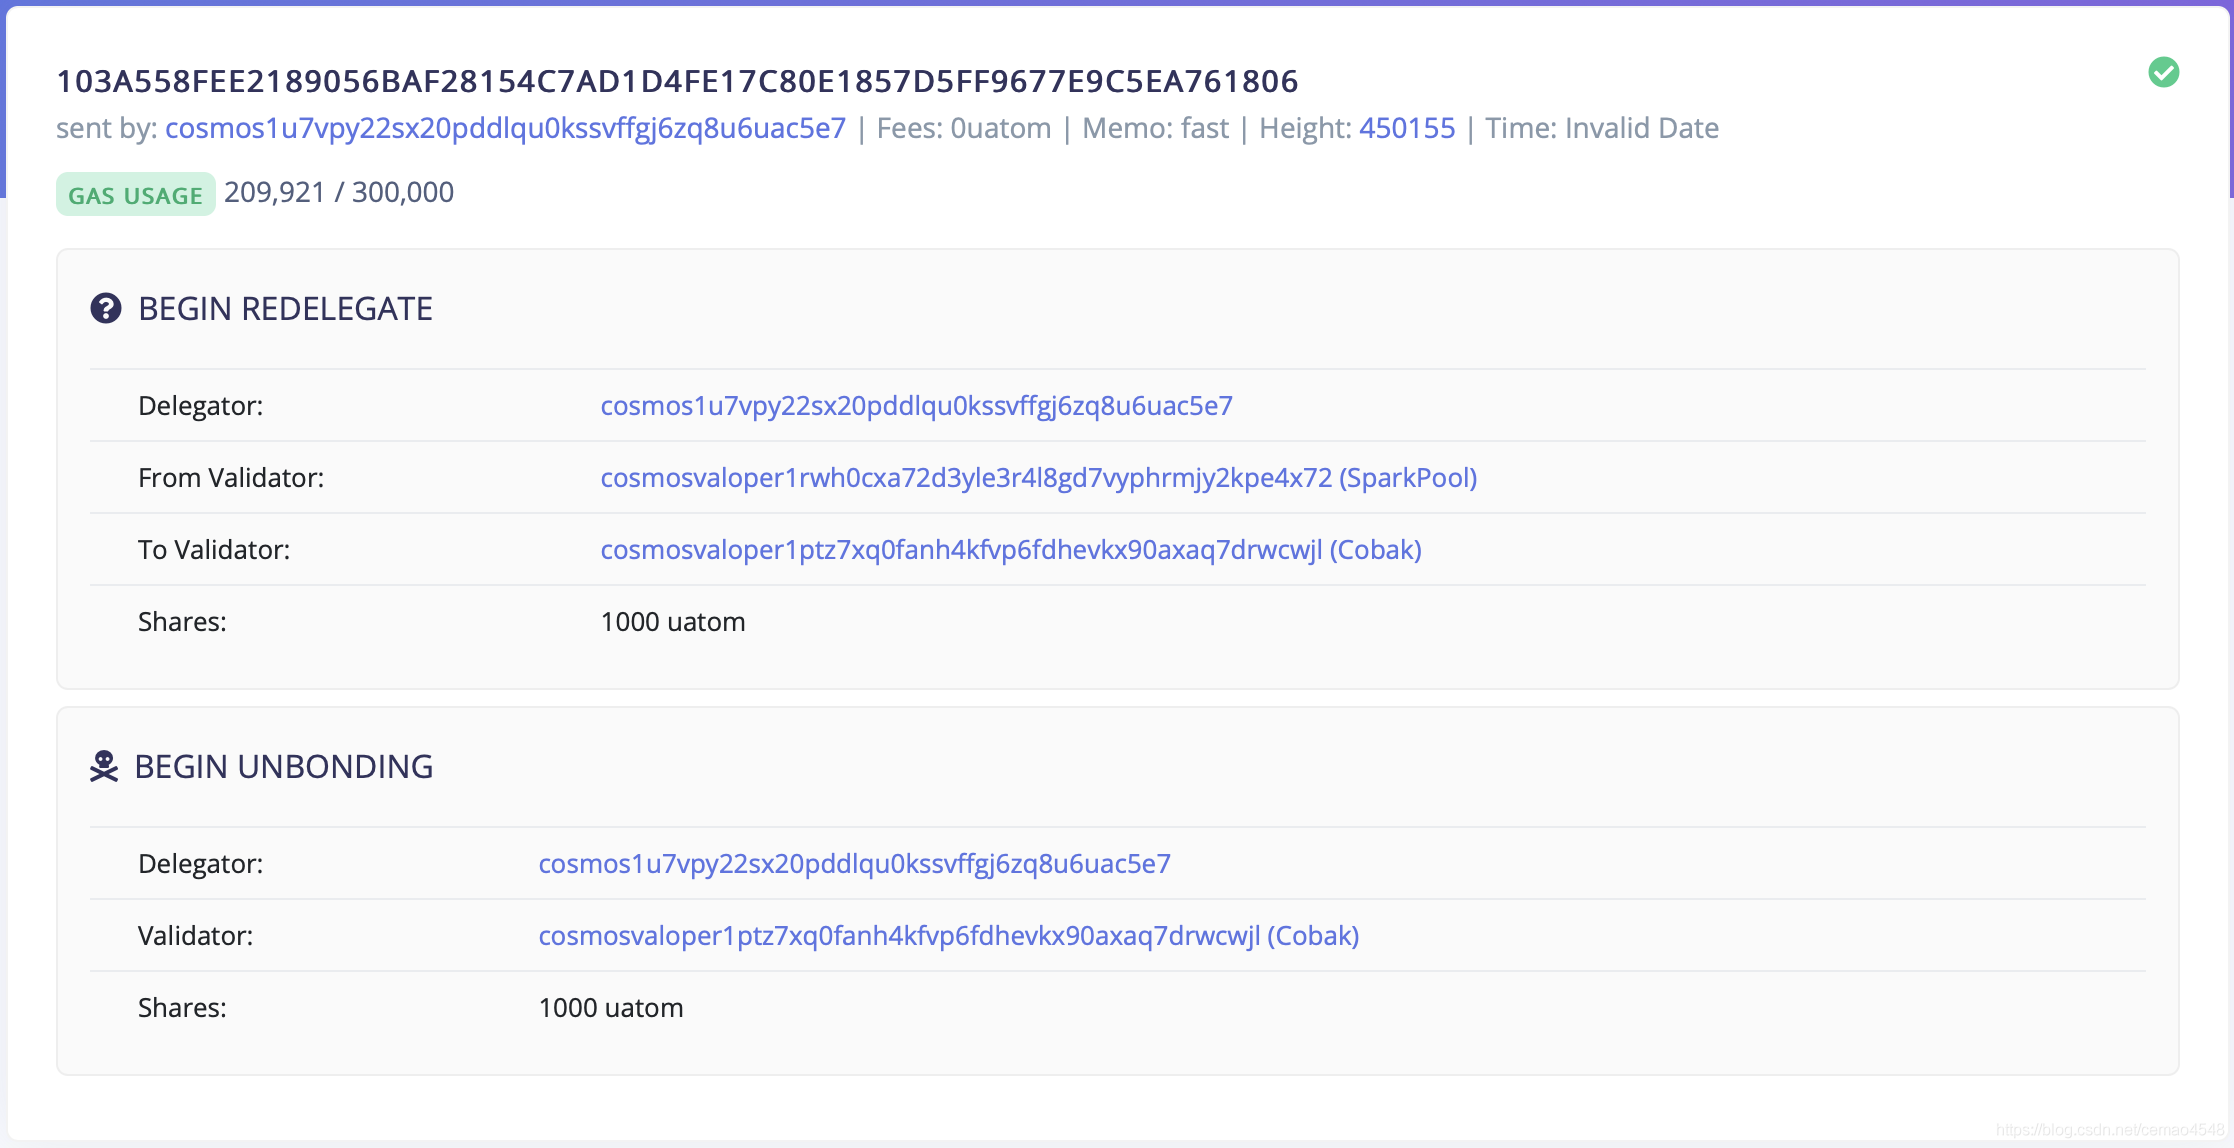 103A558FEE2189056BAF28154C7AD1D4FE17C80E1857D5FF9677E9C5EA761806
sent by: cosmos1u7vpy22sx20pddlqu0kssvffgj6zq8u6uac5e7 | Fees: 0uatom | Memo: fast | Height: 450155 | Time: Invalid Date
GAS USAGE 209,921 / 300,000
BEGIN REDELEGATE
Delegator: cosmos1u7vpy22sx20pddlqu0kssvffgj6zq8u6uac5e7
From Validator: cosmosvaloper1rwh0cxa72d3yle3r4l8gd7vyphrmjy2kpe4x72 (SparkPool)
To Validator: cosmosvaloper1ptz7xq0fanh4kfvp6fdhevkx90axaq7drwcwjl (Cobak)
Shares: 1000 uatom
BEGIN UNBONDING
Delegator: cosmos1u7vpy22sx20pddlqu0kssvffgj6zq8u6uac5e7
Validator: cosmosvaloper1ptz7xq0fanh4kfvp6fdhevkx90axaq7drwcwjl (Cobak)
Shares: 1000 uatom
https://blog.csdn.net/cemao4548